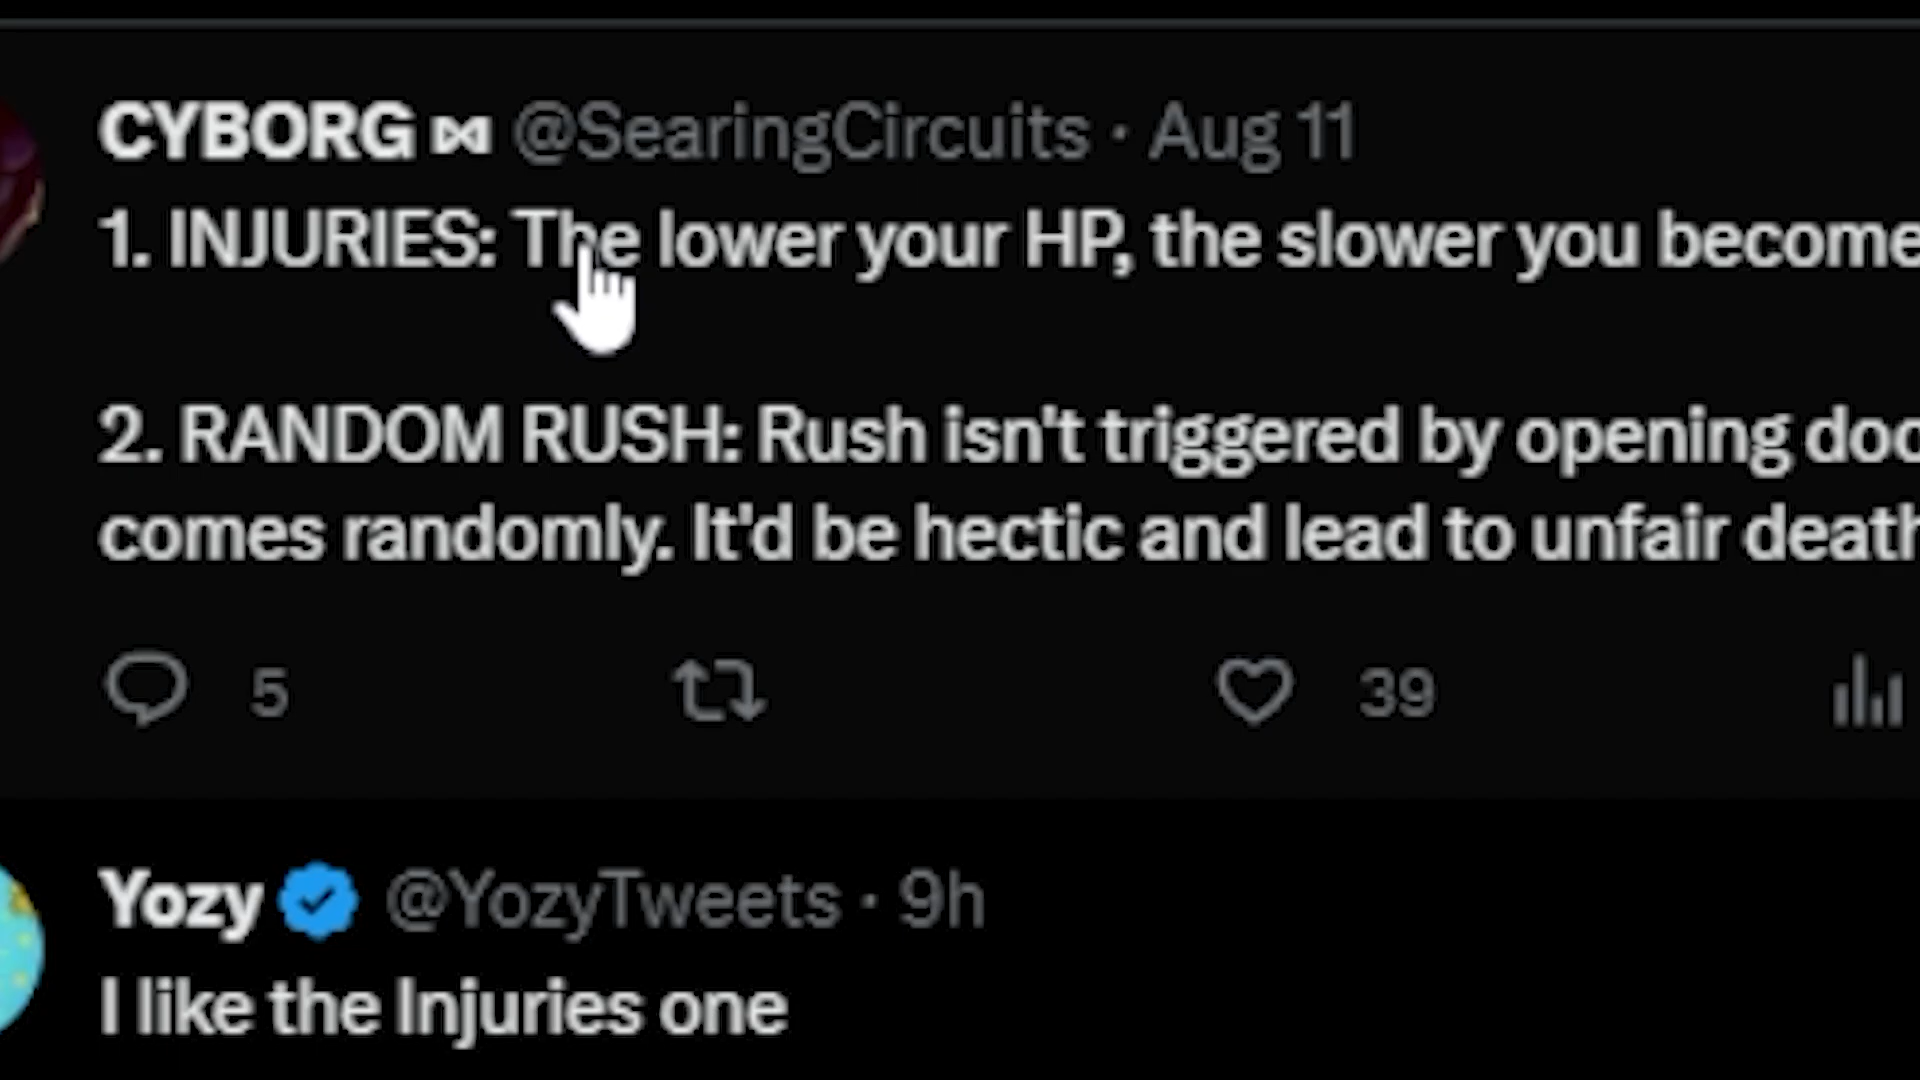 CYBORG ⋈ @SearingCircuits · Aug 11
1. INJURIES: The lower your HP, the slower you become
2. RANDOM RUSH: Rush isn't triggered by opening doo
comes randomly. It'd be hectic and lead to unfair death
5 39
Yozy @YozyTweets · 9h
I like the Injuries one